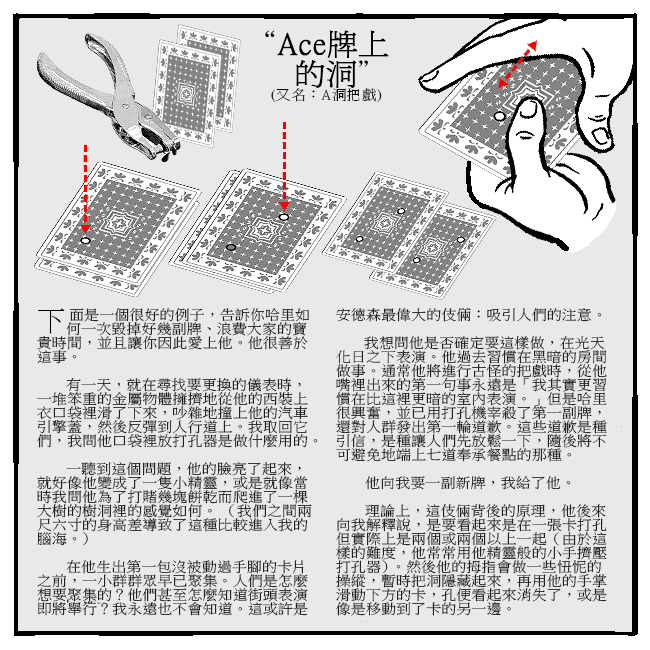 “Ace牌上
的洞”
(又名：A洞把戲)
下面是一個很好的例子，告訴你哈里如
何一次毀掉好幾副牌、浪費大家的寶
貴時間，並且讓你因此愛上他。他很善於
這事。
有一天，就在尋找要更換的儀表時，
一堆笨重的金屬物體擁擠地從他的西裝上
衣口袋裡滑了下來，吵雜地撞上他的汽車
引擎蓋，然後反彈到人行道上。我取回它
們，我問他口袋裡放打孔器是做什麼用的。
一聽到這個問題，他的臉亮了起來，
就好像他變成了一隻小精靈，或是就像當
時我問他為了打賭幾塊餅乾而爬進了一棵
大樹的樹洞裡的感覺如何。（我們之間兩
尺六寸的身高差導致了這種比較進入我的
腦海。）
在他生出第一包沒被動過手腳的卡片
之前，一小群群眾早已聚集。人們是怎麼
想要聚集的？他們甚至怎麼知道街頭表演
即將舉行？我永遠也不會知道。這或許是
安德森最偉大的伎倆：吸引人們的注意。
我想問他是否確定要這樣做，在光天
化日之下表演。他過去習慣在黑暗的房間
做事。通常他將進行古怪的把戲時，從他
嘴裡出來的第一句事永遠是「我其實更習
慣在比這裡更暗的室內表演。」但是哈里
很興奮，並已用打孔機宰殺了第一副牌，
還對人群發出第一輪道歉。這些道歉是種
引信，是種讓人們先放鬆一下，隨後將不
可避免地端上七道奉承餐點的那種。
他向我要一副新牌，我給了他。
理論上，這伎倆背後的原理，他後來
向我解釋說，是要看起來是在一張卡打孔
但實際上是兩個或兩個以上一起（由於這
樣的難度，他常常用他精靈般的小手擠壓
打孔器）。然後他的拇指會做一些忸怩的
操縱，暫時把洞隱藏起來，再用他的手掌
滑動下方的卡，孔便看起來消失了，或是
像是移動到了卡的另一邊。